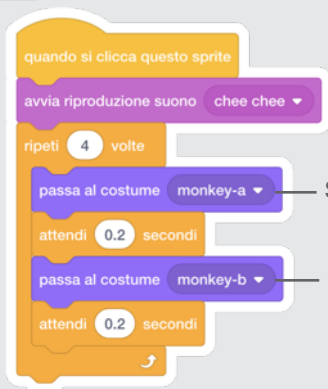 quando si clicca questo sprite
avvia riproduzione suono chee chee
ripeti 4 volte
passa al costume monkey-a
attendi 0.2 secondi
passa al costume monkey-b
attendi 0.2 secondi